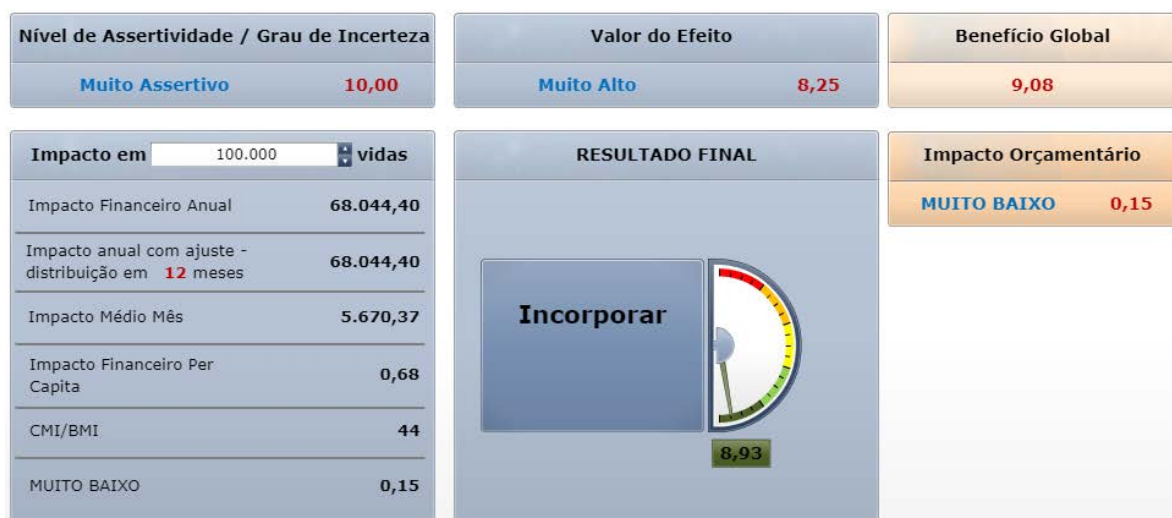 Nível de Assertividade / Grau de Incerteza
Muito Assertivo 10,00
Valor do Efeito
Muito Alto 8,25
Benefício Global
9,08
Impacto em 100.000 vidas
Impacto Financeiro Anual 68.044,40
Impacto anual com ajuste -
distribuição em 12 meses 68.044,40
Impacto Médio Mês 5.670,37
Impacto Financeiro Per
Capita 0,68
CMI/BMI 44
MUITO BAIXO 0,15
RESULTADO FINAL
Incorporar
8,93
Impacto Orçamentário
MUITO BAIXO 0,15